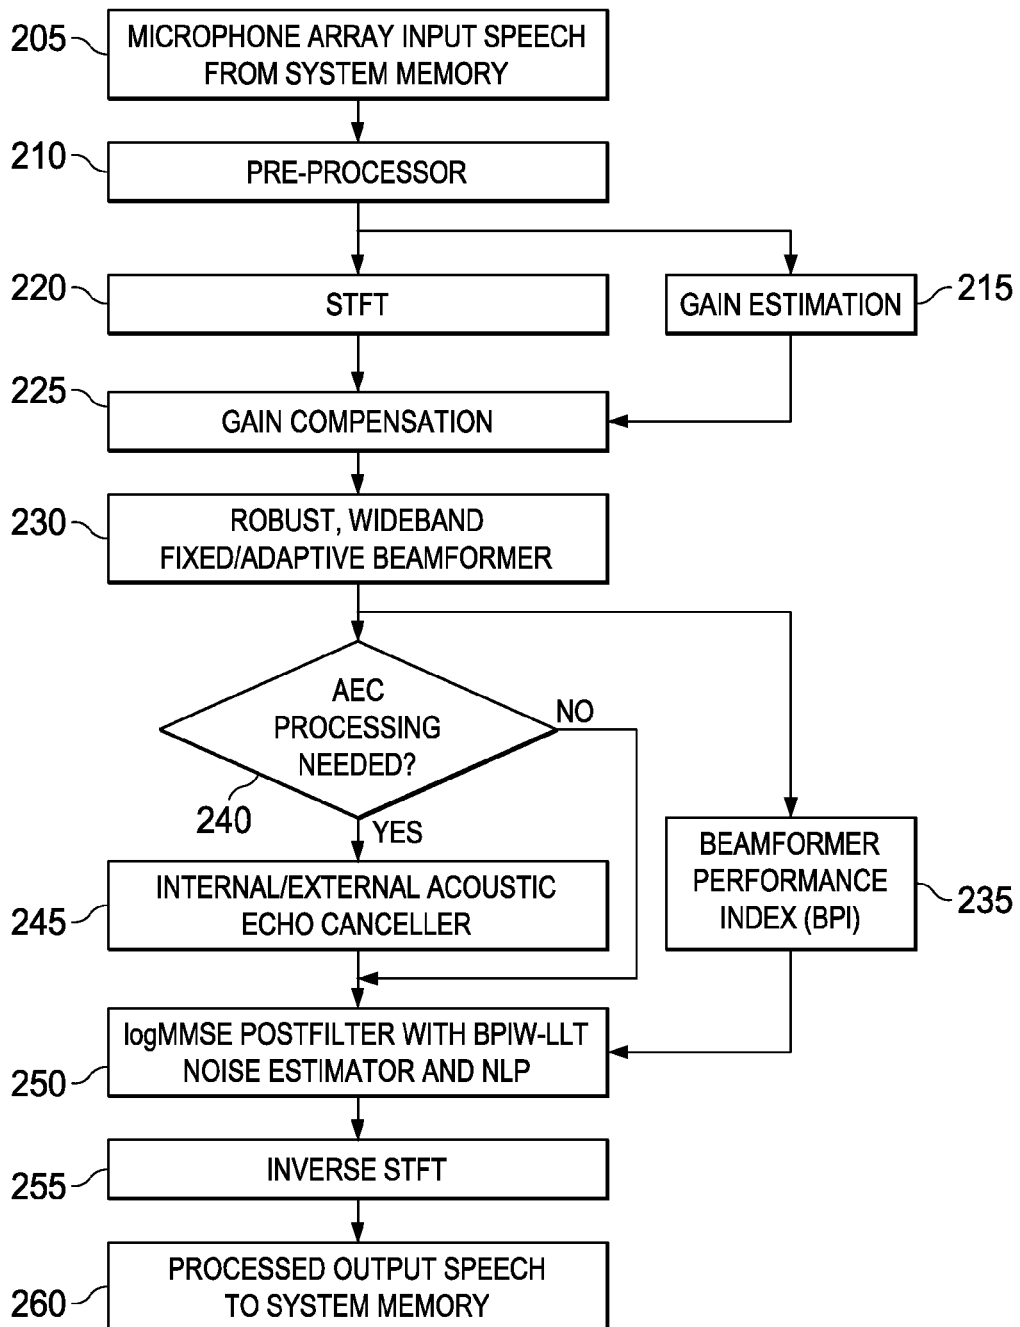 205
MICROPHONE ARRAY INPUT SPEECH
FROM SYSTEM MEMORY
210
PRE-PROCESSOR
220
STFT
GAIN ESTIMATION
215
225
GAIN COMPENSATION
230
ROBUST, WIDEBAND
FIXED/ADAPTIVE BEAMFORMER
AEC
PROCESSING
NEEDED?
NO
240
YES
BEAMFORMER
PERFORMANCE
INDEX (BPI)
235
245
INTERNAL/EXTERNAL ACOUSTIC
ECHO CANCELLER
250
logMMSE POSTFILTER WITH BPIW-LLT
NOISE ESTIMATOR AND NLP
255
INVERSE STFT
260
PROCESSED OUTPUT SPEECH
TO SYSTEM MEMORY